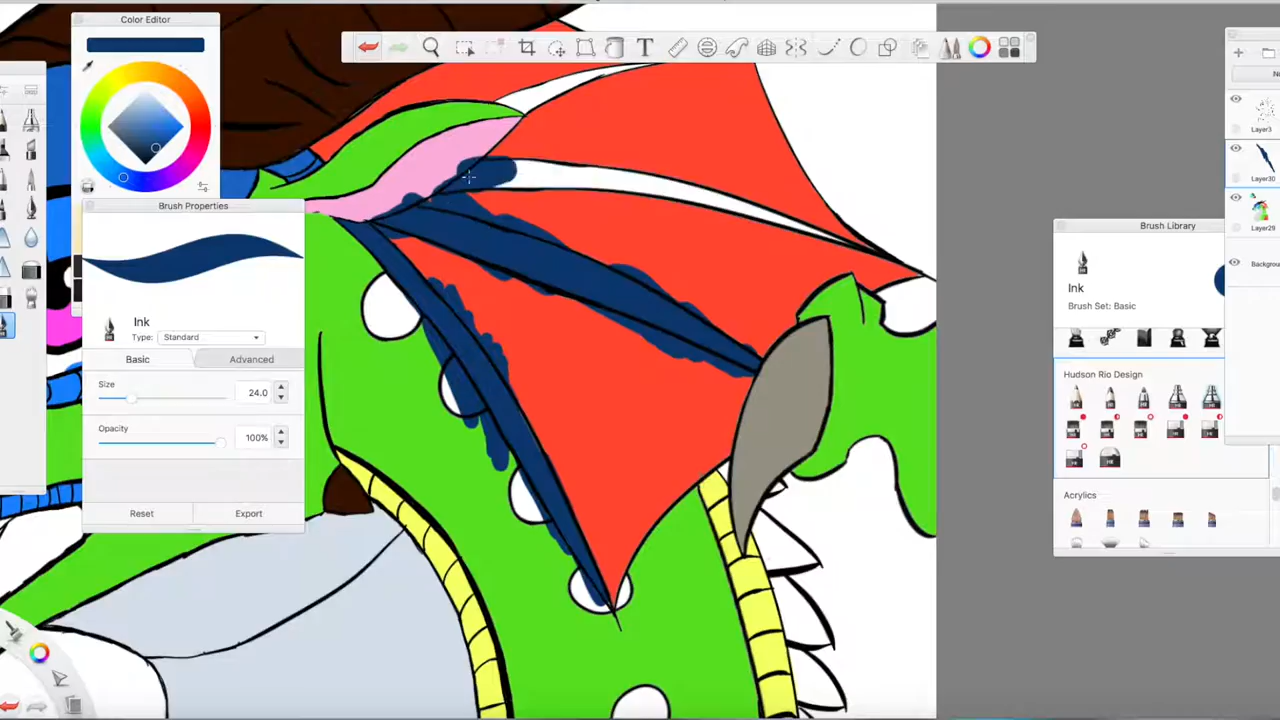 Color Editor
T
Brush Properties
Ink
Type: Standard
Basic Advanced
Size
24.0
Opacity
100%
Reset Export
Layer3
Layer30
Layer29
Backgrou
Brush Library
Ink
Brush Set: Basic
Hudson Rio Design
Acrylics